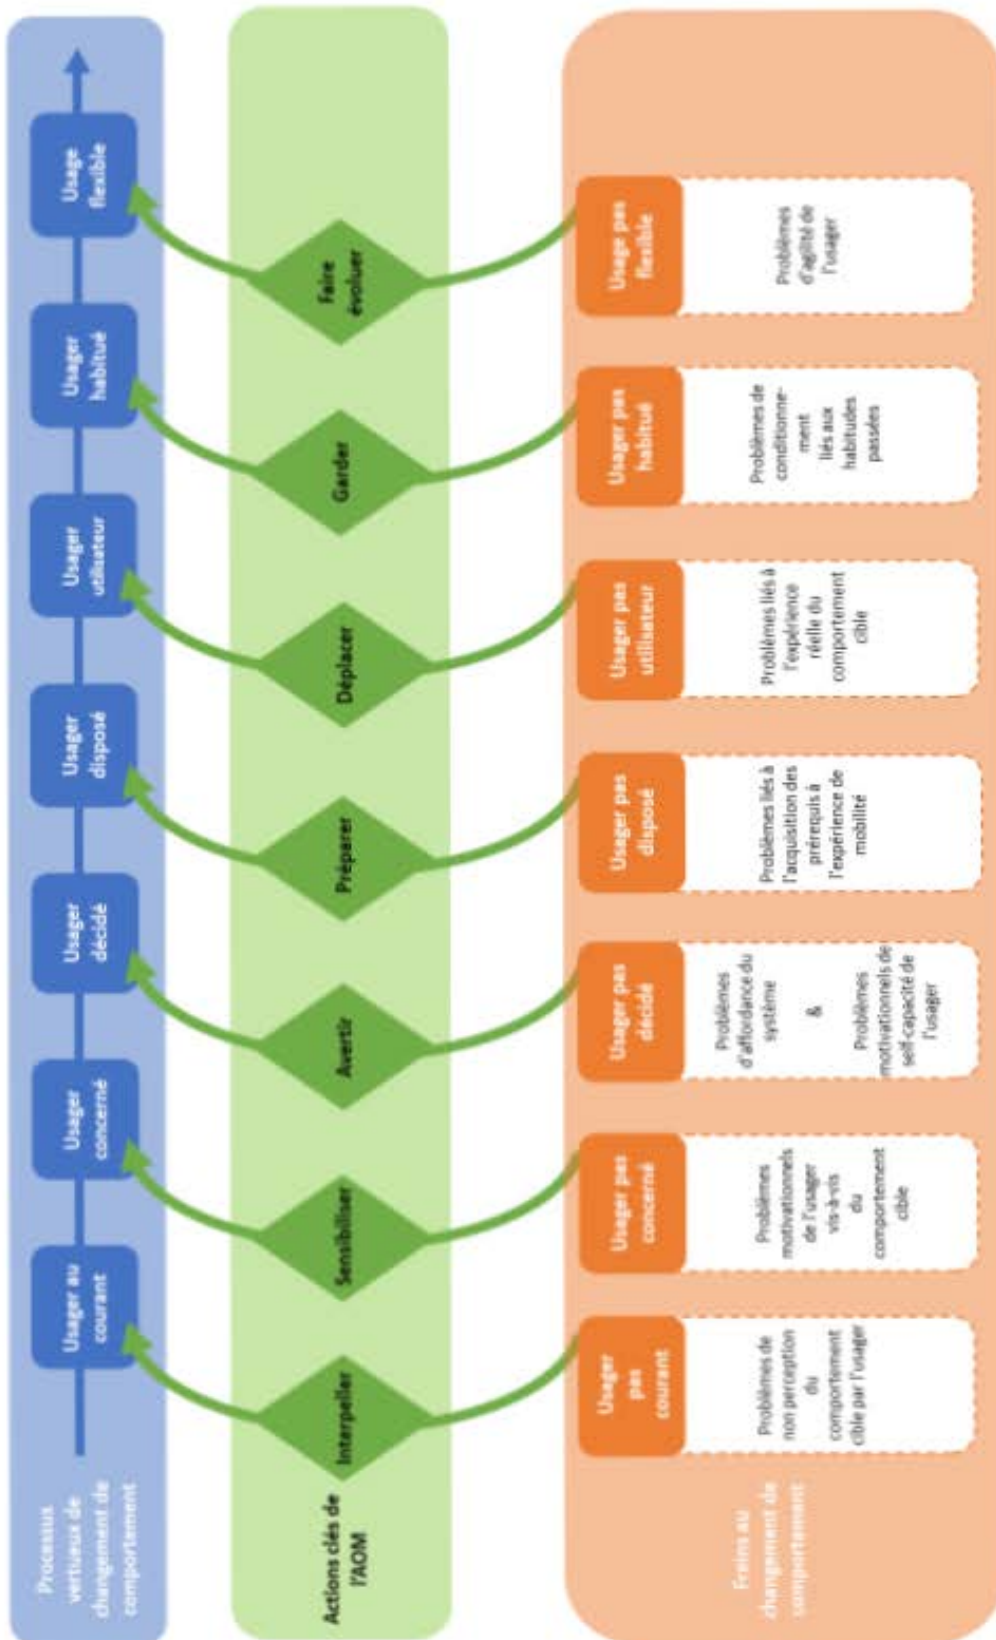 Processus
vertueux de
changement de
comportement
Usager au
courant
Usager
concerné
Usager
décidé
Usager
disposé
Usager
utilisateur
Usager
habitué
Usage
flexible
Actions clés de
l'AOM
Interpeller
Sensibiliser
Avertir
Préparer
Déplacer
Garder
Faire
évoluer
Freins au
changement de
comportement
Usager
pas
courant
Problèmes de
non perception
du
comportement
cible par l'usager
Usager pas
concerné
Problèmes
motivationnels
de l'usager
vis-à-vis
du
comportement
cible
Usager pas
décidé
Problèmes
d'affordance du
système
&
Problèmes
motivationnels de
self-capacité de
l'usager
Usager pas
disposé
Problèmes liés à
l'acquisition des
prérequis à
l'expérience de
mobilité
Usager pas
utilisateur
Problèmes liés à
l'expérience
réelle du
comportement
cible
Usager pas
habitué
Problèmes de
conditionne-
ment
liés aux
habitudes
passées
Usage pas
flexible
Problèmes
d'agilité de
l'usager